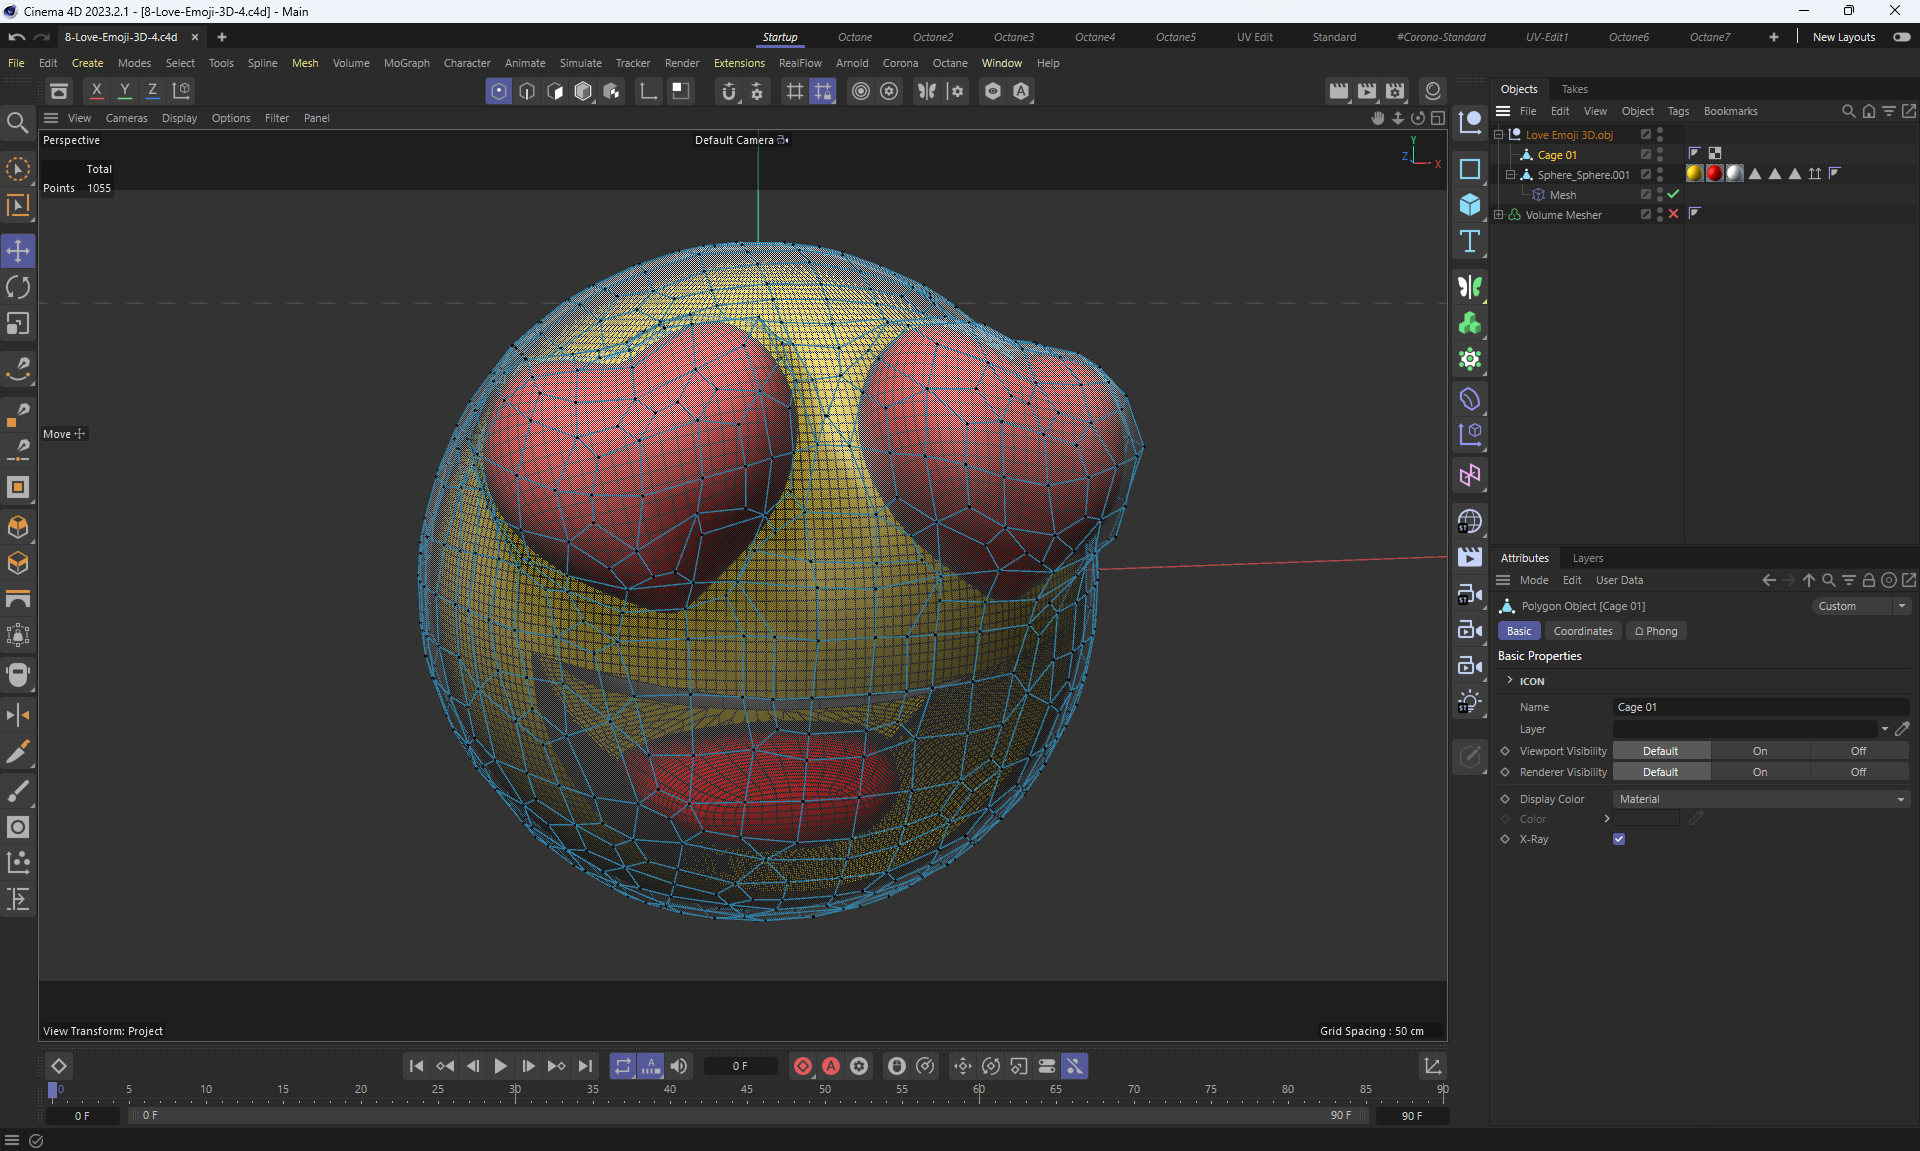 Cinema 4D 2023.2.1 - [8-Love-Emoji-3D-4.c4d] - Main
8-Love-Emoji-3D-4.c4d × + Startup Octane Octane2 Octane3 Octane4 Octane5 UV Edit Standard #Corona-Standard UV-Edit1 Octane6 Octane7 + New Layouts
File Edit Create Modes Select Tools Spline Mesh Volume MoGraph Character Animate Simulate Tracker Render Extensions RealFlow Arnold Corona Octane Window Help
X Y Z
Objects Takes
File Edit View Object Tags Bookmarks
View Cameras Display Options Filter Panel
Perspective Default Camera
Y
Z X
Total
Points 1055
Move
Love Emoji 3D.obj
Cage 01
Sphere_Sphere.001
Mesh
Volume Mesher
ST
ST
ST
Attributes Layers
Mode Edit User Data
Polygon Object [Cage 01] Custom
Basic Coordinates Phong
Basic Properties
ICON
Name Cage 01
Layer
Viewport Visibility Default On Off
Renderer Visibility Default On Off
Display Color Material
Color
X-Ray
View Transform: Project Grid Spacing : 50 cm
A 0 F A
0 5 10 15 20 25 30 35 40 45 50 55 60 65 70 75 80 85 90
0 F 0 F 90 F 90 F